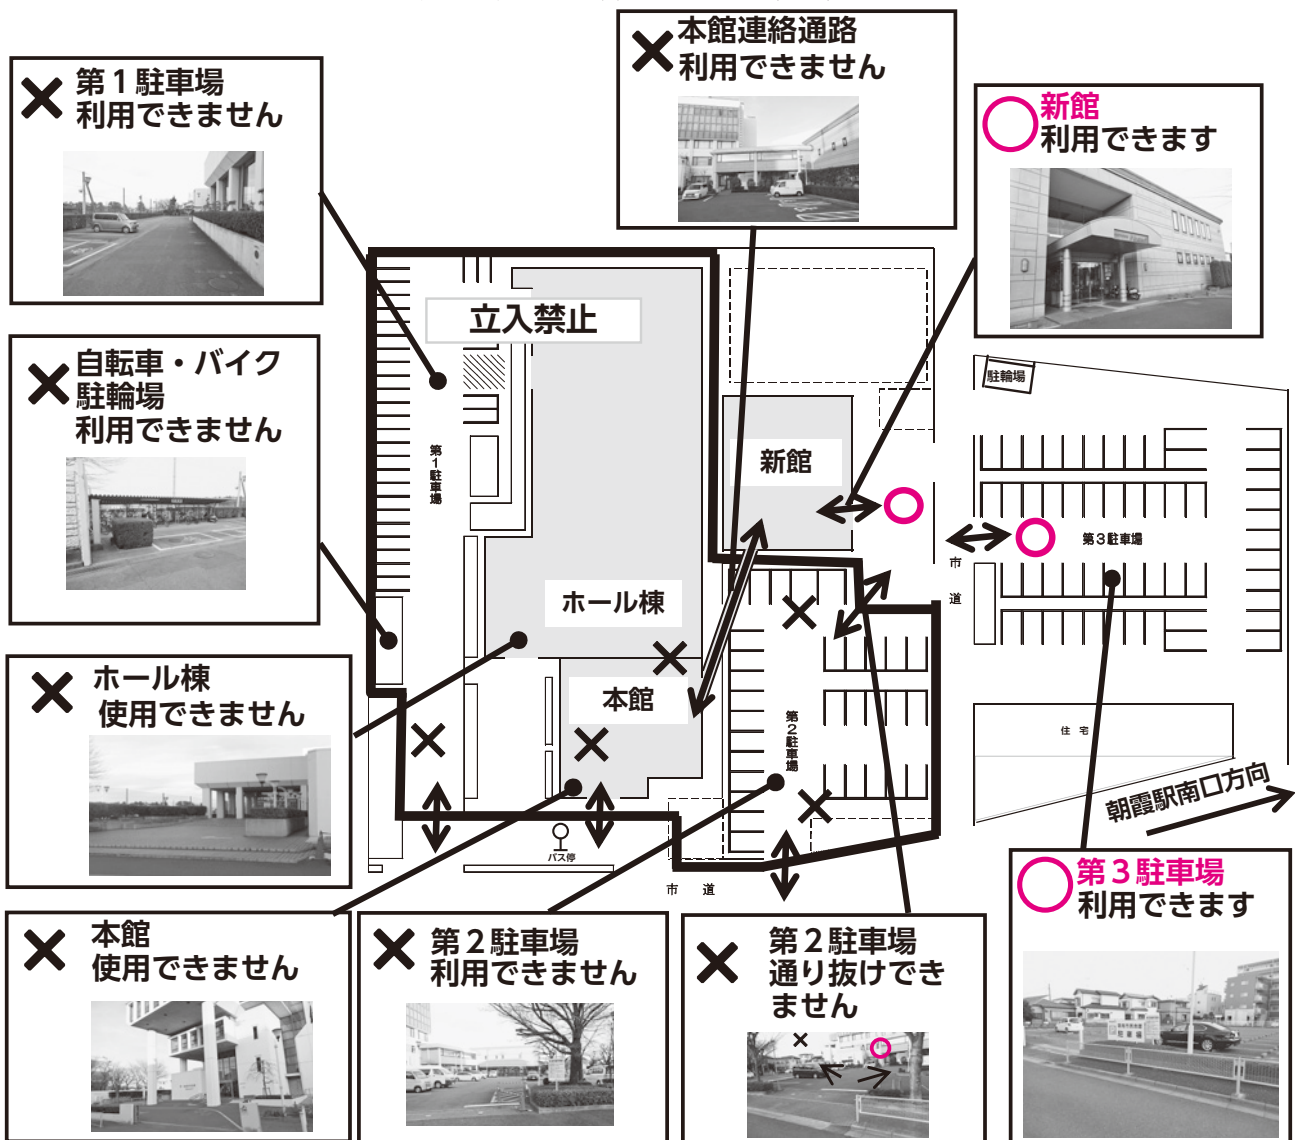 本館連絡通路
利用できません
第1駐車場
利用できません
新館
利用できます
自転車・バイク
駐輪場
利用できません
立入禁止
駐輪場
第1駐車場
新館
第3駐車場
市道
ホール棟
本館
第2駐車場
住宅
朝霞駅南口方向
バス停
市道
ホール棟
使用できません
本館
使用できません
第2駐車場
利用できません
第2駐車場
通り抜けでき
ません
第3駐車場
利用できます